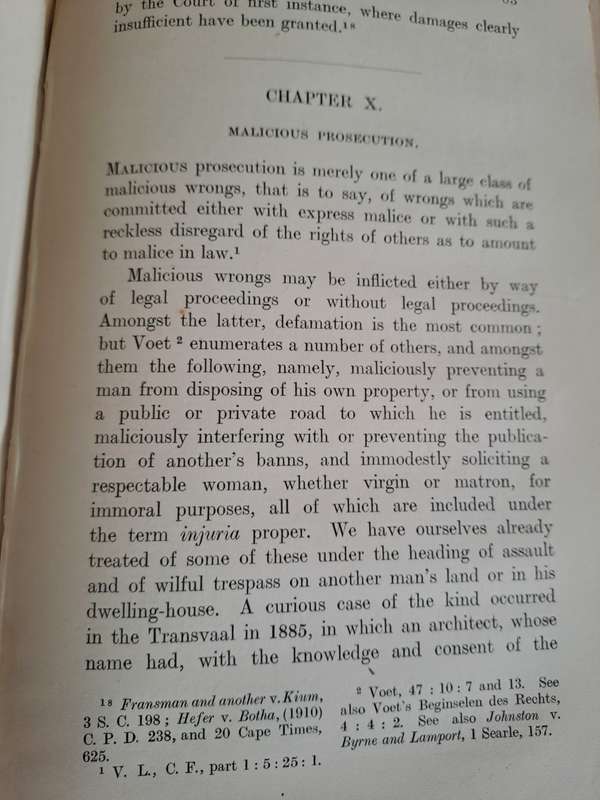 by the Court of first instance, where damages clearly
insufficient have been granted.¹⁸
CHAPTER X.
MALICIOUS PROSECUTION.
MALICIOUS prosecution is merely one of a large class of
malicious wrongs, that is to say, of wrongs which are
committed either with express malice or with such a
reckless disregard of the rights of others as to amount
to malice in law.¹
Malicious wrongs may be inflicted either by way
of legal proceedings or without legal proceedings.
Amongst the latter, defamation is the most common;
but Voet ² enumerates a number of others, and amongst
them the following, namely, maliciously preventing a
man from disposing of his own property, or from using
a public or private road to which he is entitled,
maliciously interfering with or preventing the publica-
tion of another's banns, and immodestly soliciting a
respectable woman, whether virgin or matron, for
immoral purposes, all of which are included under
the term injuria proper. We have ourselves already
treated of some of these under the heading of assault
and of wilful trespass on another man's land or in his
dwelling-house. A curious case of the kind occurred
in the Transvaal in 1885, in which an architect, whose
name had, with the knowledge and consent of the
¹⁸ Fransman and another v. Kium,
3 S. C. 198; Hefer v. Botha, (1910)
C. P. D. 238, and 20 Cape Times,
625.
¹ V. L., C. F., part 1 : 5 : 25 : 1.
² Voet, 47 : 10 : 7 and 13. See
also Voet's Beginselen des Rechts,
4 : 4 : 2. See also Johnston v.
Byrne and Lamport, 1 Searle, 157.